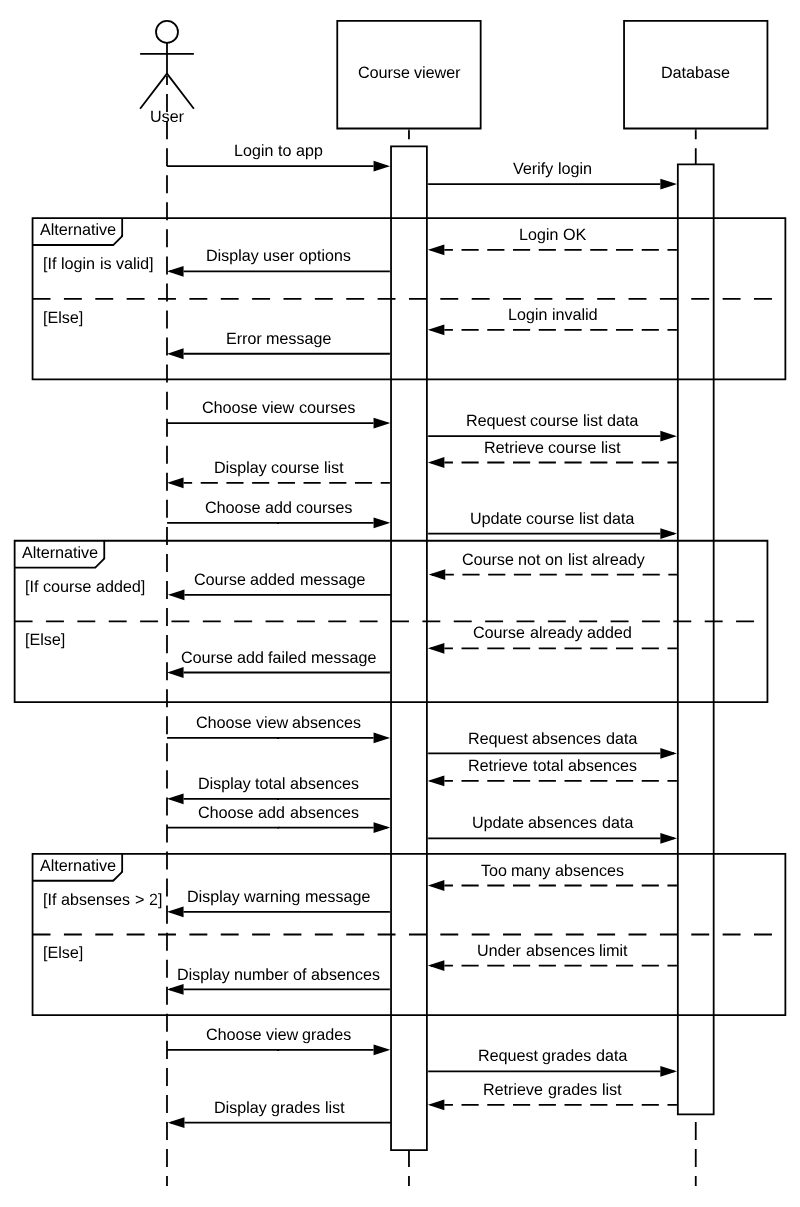 Course viewer
Database
User
Login to app
Verify login
Alternative
Login OK
Display user options
[If login is valid]
Login invalid
[Else]
Error message
Choose view courses
Request course list data
Retrieve course list
Display course list
Choose add courses
Update course list data
Alternative
Course not on list already
Course added message
[If course added]
Course already added
[Else]
Course add failed message
Choose view absences
Request absences data
Retrieve total absences
Display total absences
Choose add absences
Update absences data
Alternative
Too many absences
Display warning message
[If absenses > 2]
Under absences limit
[Else]
Display number of absences
Choose view grades
Request grades data
Retrieve grades list
Display grades list